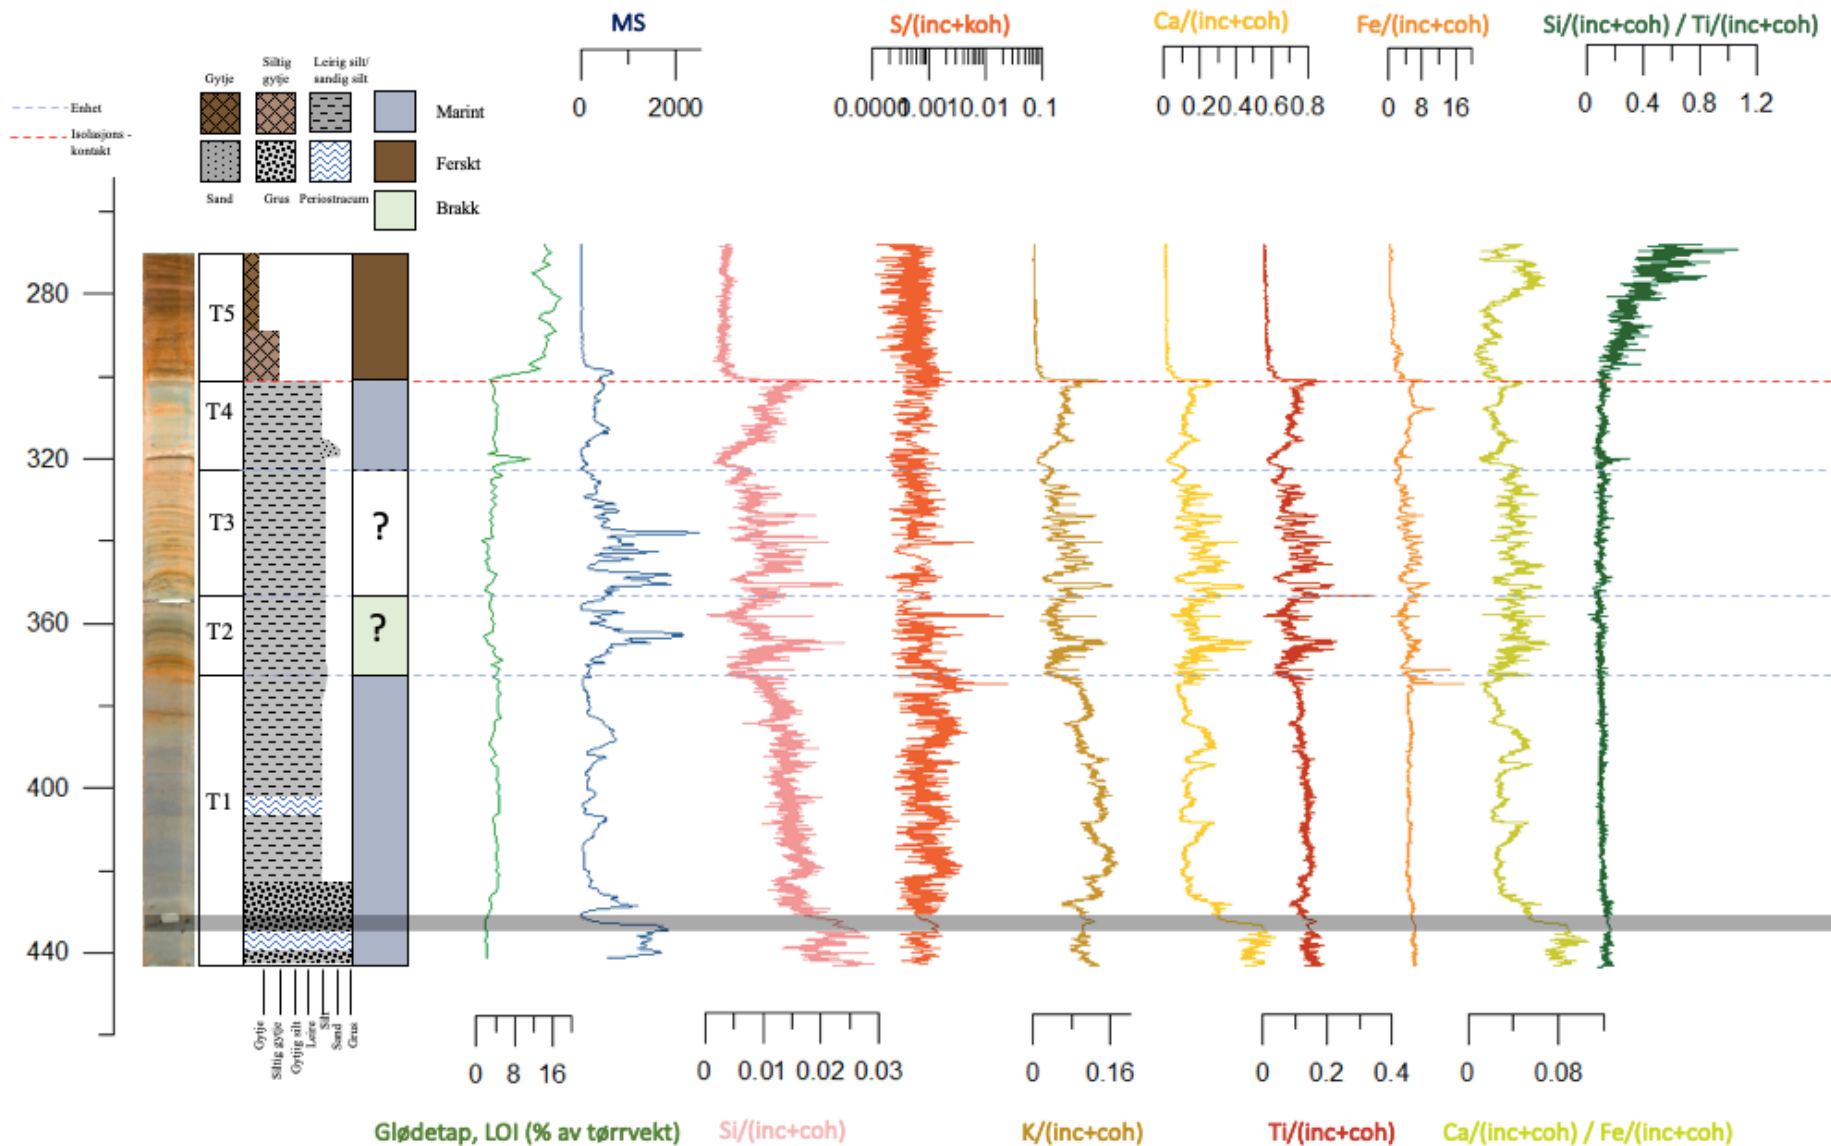 MS
S/(inc+koh)
Ca/(inc+coh)
Fe/(inc+coh)
Si/(inc+coh) / Ti/(inc+coh)
0 2000
0.00001 0.001 0.01 0.1
0 0.20 0.40 0.60 0.8
0 8 16
0 0.4 0.8 1.2
Enhet
Isolasjons -
kontakt
Gytje
Siltig
gytje
Leirig silt/
sandig silt
Marint
Ferskt
Sand
Grus
Periostracum
Brakk
280
320
360
400
440
T5
T4
T3
?
T2
?
T1
Gytje
Siltig gytje
Gytjig silt
Leire
Silt
Sand
Grus
0 8 16
0 0.01 0.02 0.03
0 0.16
0 0.2 0.4
0 0.08
Glødetap, LOI (% av tørrvekt)
Si/(inc+coh)
K/(inc+coh)
Ti/(inc+coh)
Ca/(inc+coh) / Fe/(inc+coh)